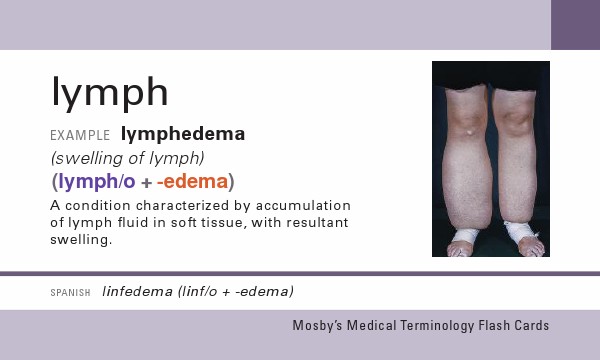 lymph
EXAMPLE lymphedema
(swelling of lymph)
(lymph/o + -edema)
A condition characterized by accumulation
of lymph fluid in soft tissue, with resultant
swelling.
SPANISH linfedema (linf/o + -edema)
Mosby's Medical Terminology Flash Cards